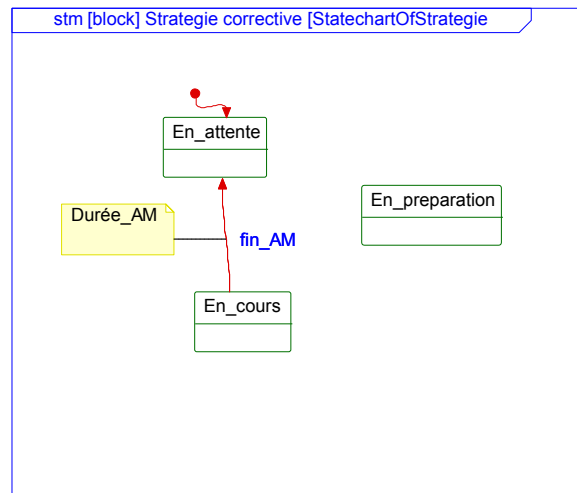 stm [block] Strategie corrective [StatechartOfStrategie
En_attente
En_preparation
Durée_AM
fin_AM
En_cours